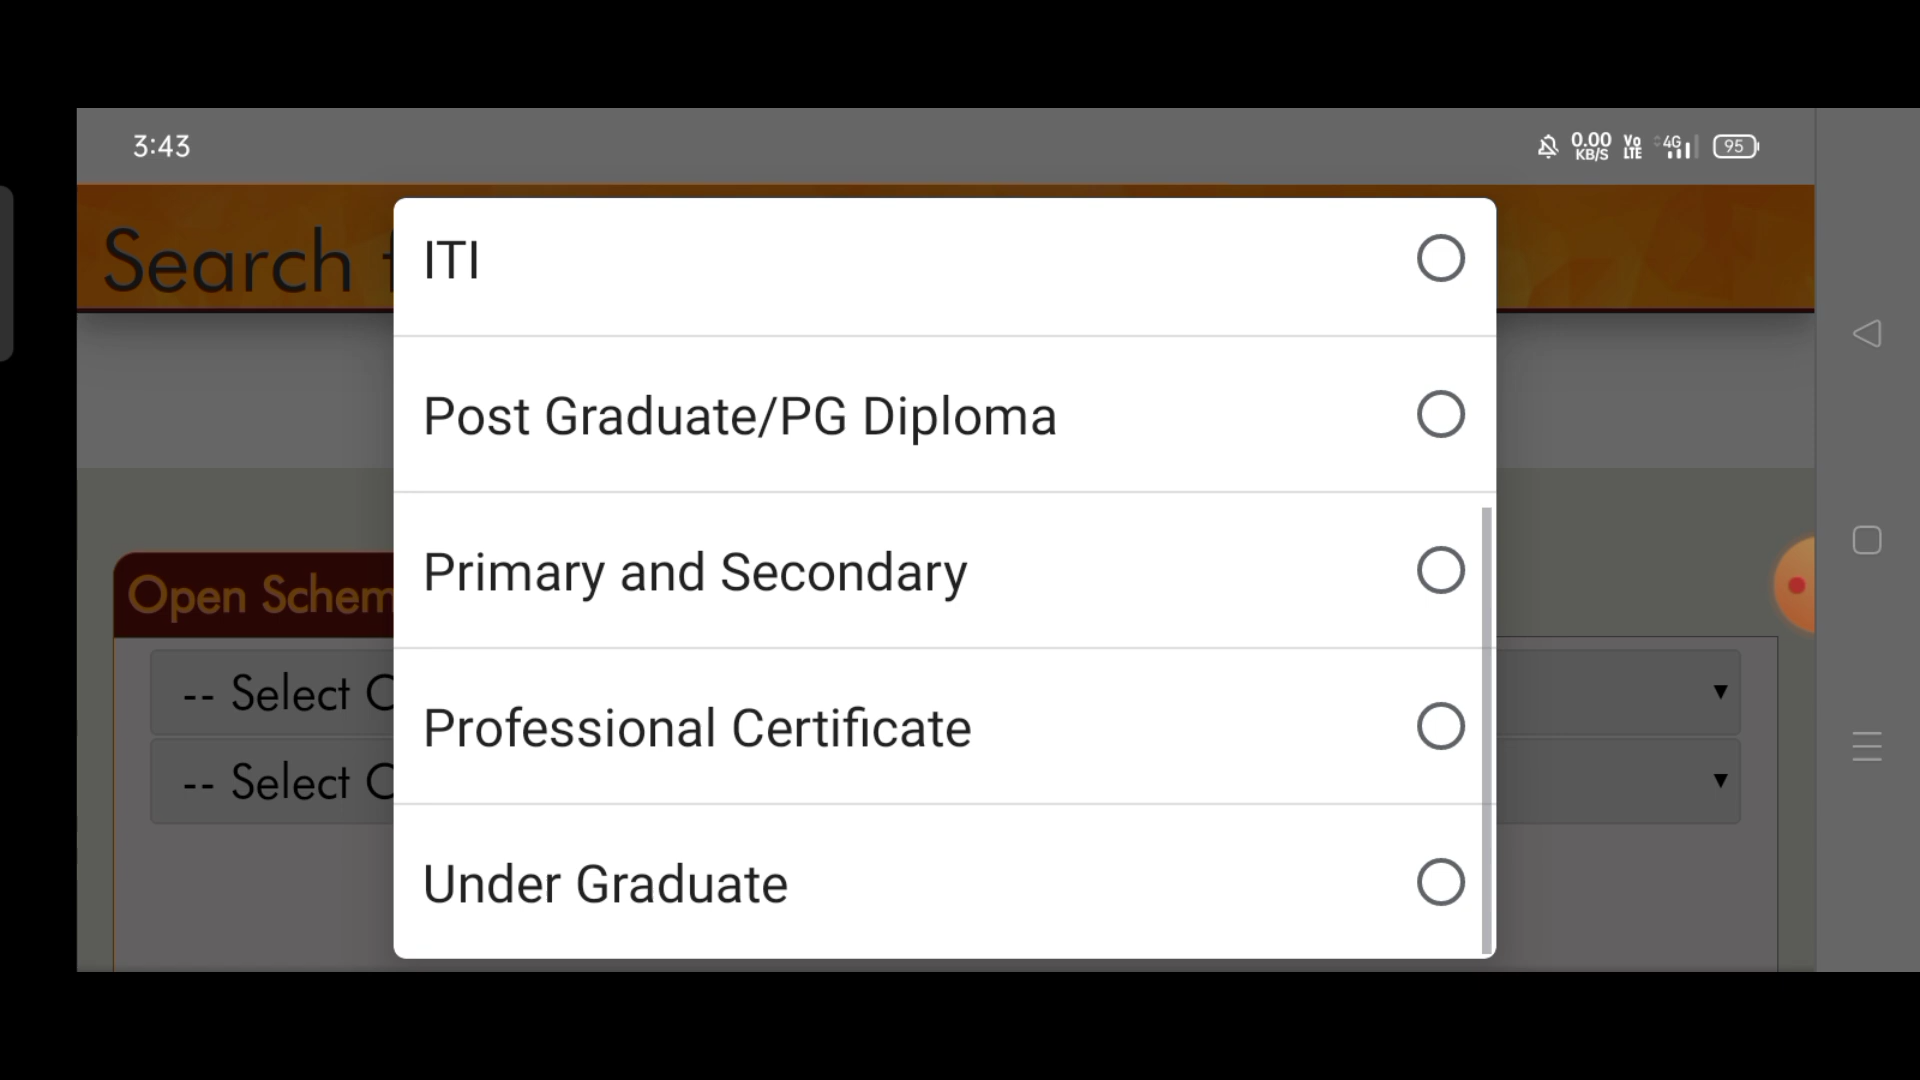 3:43
0.00 KB/S
Vo LTE
4G
95
Search
ITI
Post Graduate/PG Diploma
Primary and Secondary
Open Schem
-- Select
Professional Certificate
-- Select
Under Graduate